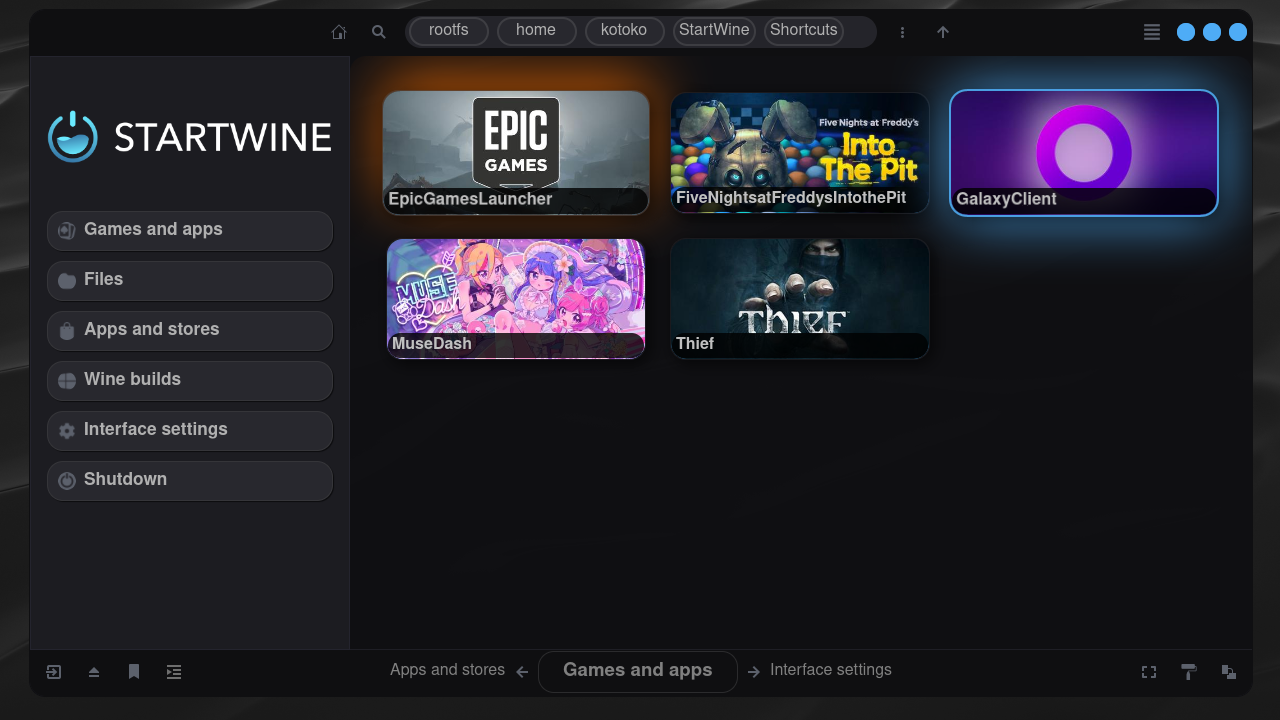 rootfs
home
kotoko
StartWine
Shortcuts
STARTWINE
Games and apps
Files
Apps and stores
Wine builds
Interface settings
Shutdown
EPIC
GAMES
EpicGamesLauncher
Five Nights at Freddy's
Into
The Pit
FiveNightsatFreddysIntothePit
GalaxyClient
MUSE
Dash
MuseDash
THIEF
Thief
Apps and stores
Games and apps
Interface settings